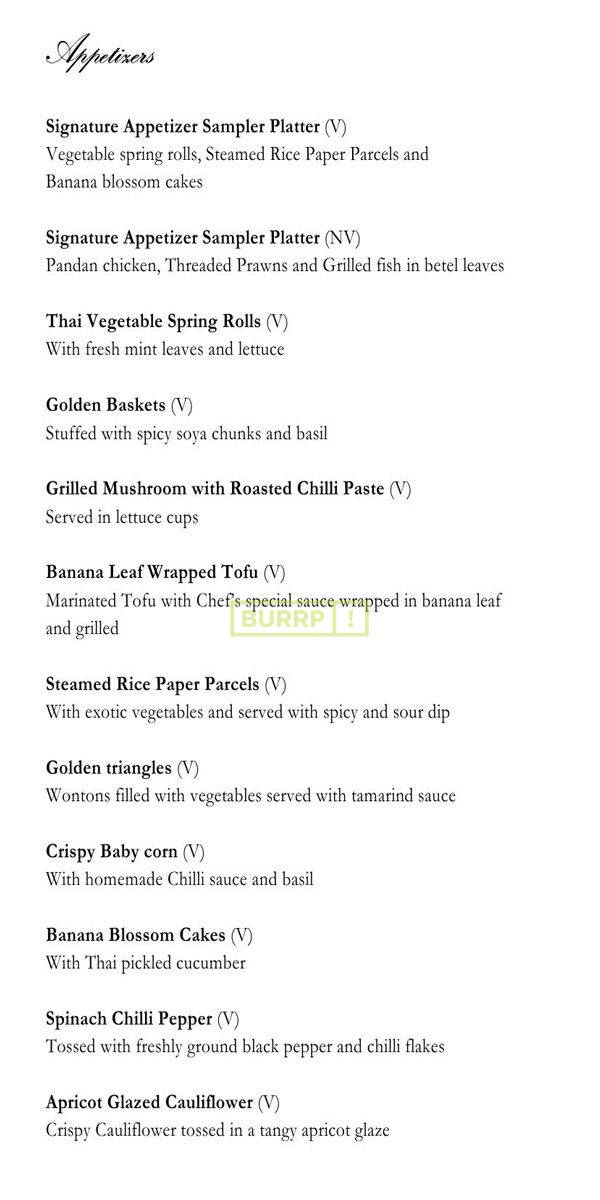 Appetizers
Signature Appetizer Sampler Platter (V)
Vegetable spring rolls, Steamed Rice Paper Parcels and
Banana blossom cakes
Signature Appetizer Sampler Platter (NV)
Pandan chicken, Threaded Prawns and Grilled fish in betel leaves
Thai Vegetable Spring Rolls (V)
With fresh mint leaves and lettuce
Golden Baskets (V)
Stuffed with spicy soya chunks and basil
Grilled Mushroom with Roasted Chilli Paste (V)
Served in lettuce cups
Banana Leaf Wrapped Tofu (V)
Marinated Tofu with Chef's special sauce wrapped in banana leaf
BURRP !
and grilled
Steamed Rice Paper Parcels (V)
With exotic vegetables and served with spicy and sour dip
Golden triangles (V)
Wontons filled with vegetables served with tamarind sauce
Crispy Baby corn (V)
With homemade Chilli sauce and basil
Banana Blossom Cakes (V)
With Thai pickled cucumber
Spinach Chilli Pepper (V)
Tossed with freshly ground black pepper and chilli flakes
Apricot Glazed Cauliflower (V)
Crispy Cauliflower tossed in a tangy apricot glaze